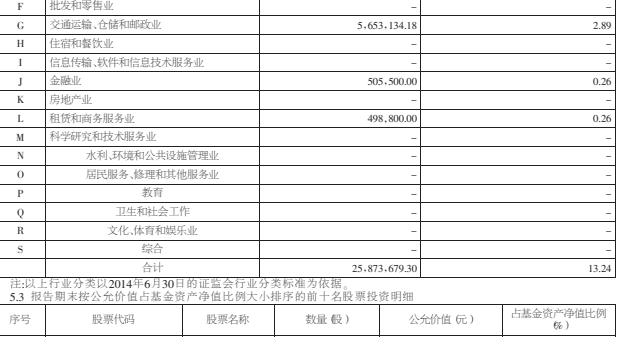 F 批发和零售业 - -
G 交通运输、仓储和邮政业 5,653,134.18 2.89
H 住宿和餐饮业 - -
I 信息传输、软件和信息技术服务业 - -
J 金融业 505,500.00 0.26
K 房地产业 - -
L 租赁和商务服务业 498,800.00 0.26
M 科学研究和技术服务业 - -
N 水利、环境和公共设施管理业 - -
O 居民服务、修理和其他服务业 - -
P 教育 - -
Q 卫生和社会工作 - -
R 文化、体育和娱乐业 - -
S 综合 - -
合计 25,873,679.30 13.24
注:以上行业分类以2014年6月30日的证监会行业分类标准为依据。
5.3 报告期末按公允价值占基金资产净值比例大小排序的前十名股票投资明细
序号 股票代码 股票名称 数量(股) 公允价值(元) 占基金资产净值比例
(%)